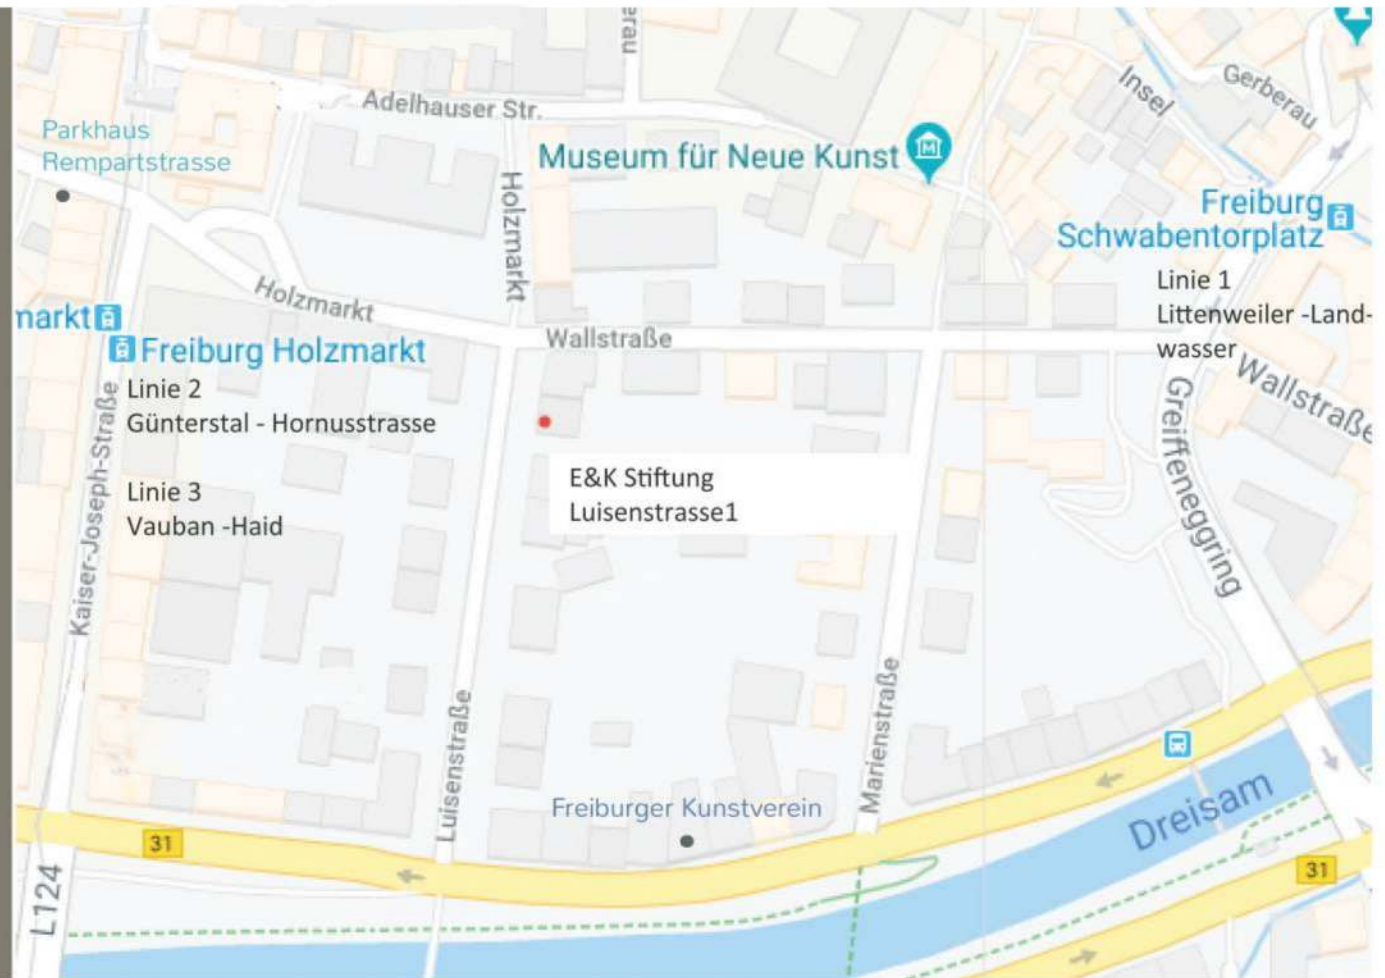 erau
Adelhauser Str.
Insel
Gerberau
Parkhaus
Rempartstrasse
Museum für Neue Kunst
Holzmarkt
Freiburg
Schwabentorplatz
Linie 1
Littenweiler -Land-
wasser
Holzmarkt
markt
Freiburg Holzmarkt
Wallstraße
Wallstraße
Linie 2
Günterstal - Hornusstrasse
Linie 3
Vauban -Haid
Kaiser-Joseph-Straße
E&K Stiftung
Luisenstrasse1
Greiffeneggring
Luisenstraße
Marienstraße
Freiburger Kunstverein
Dreisam
31
31
L124